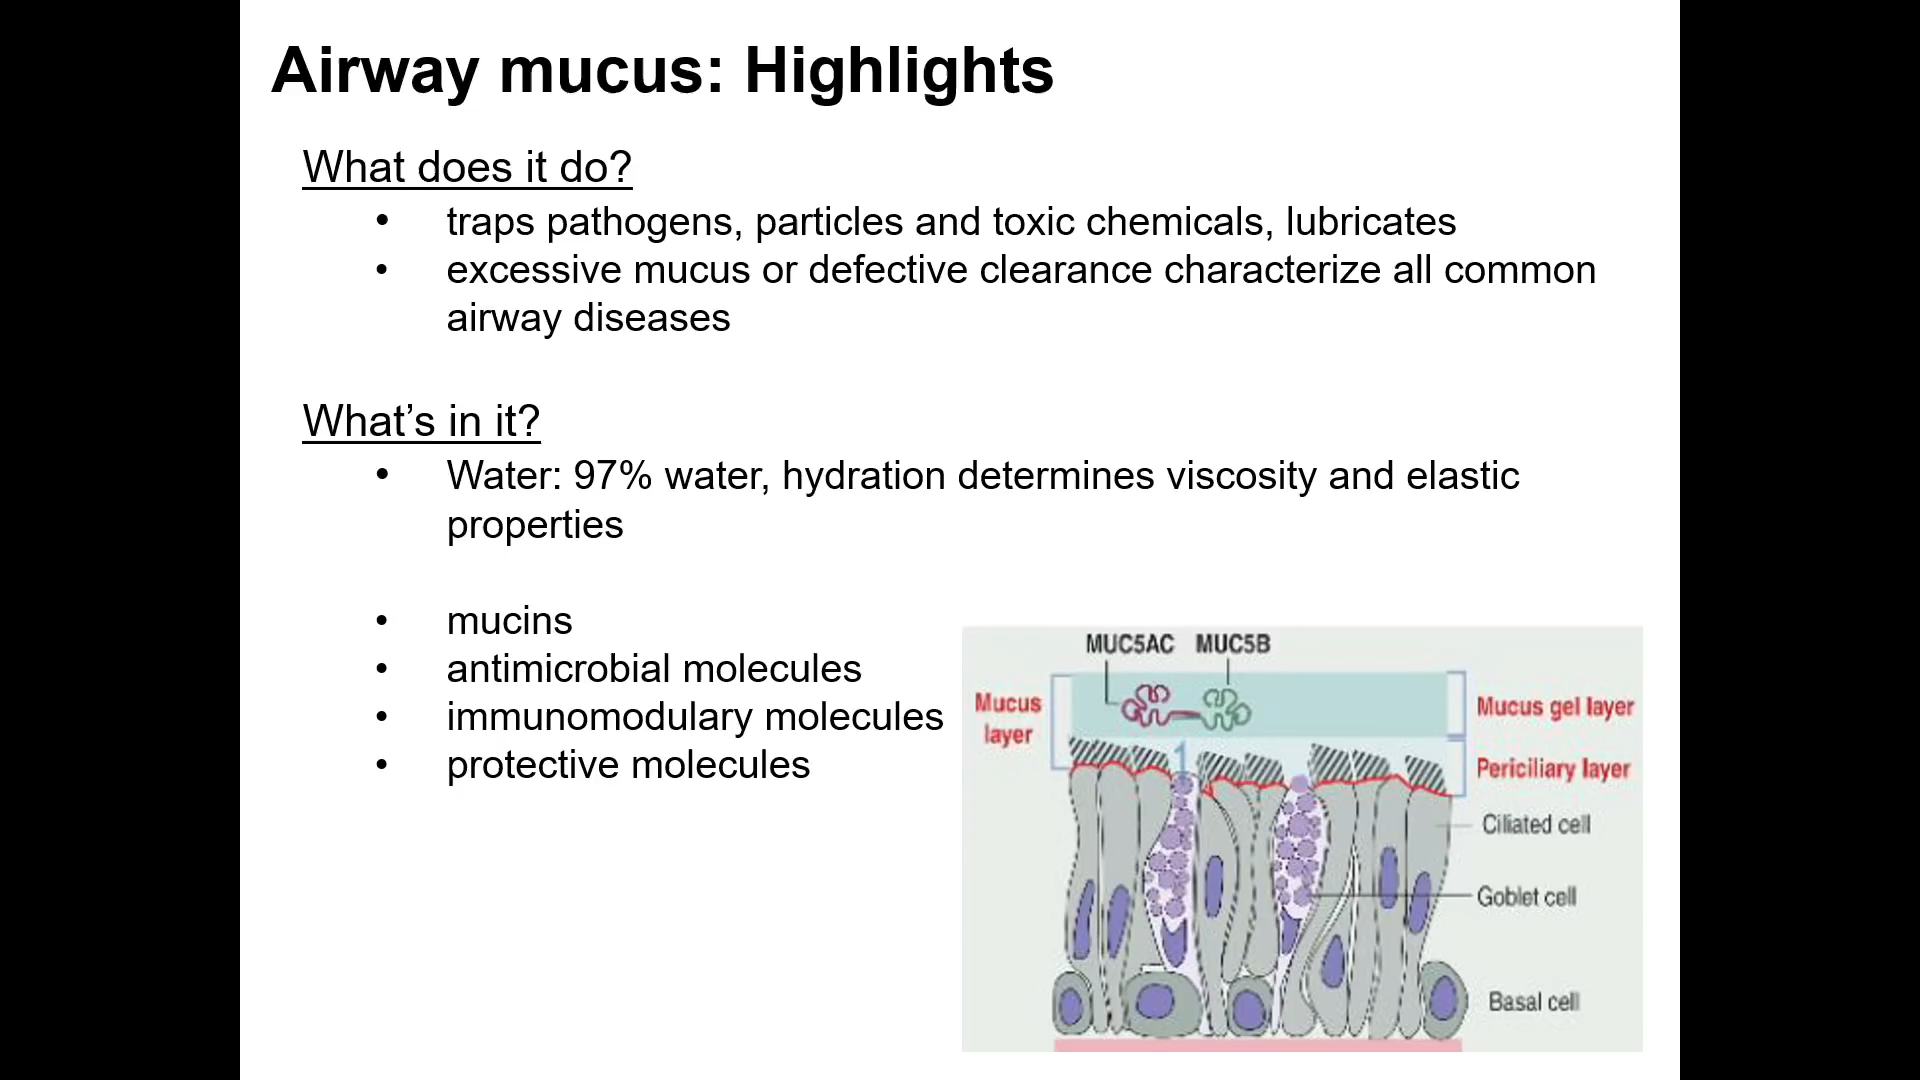 Airway mucus: Highlights
What does it do?
• traps pathogens, particles and toxic chemicals, lubricates
• excessive mucus or defective clearance characterize all common
airway diseases
What’s in it?
• Water: 97% water, hydration determines viscosity and elastic
properties
• mucins
• antimicrobial molecules
• immunomodulary molecules
• protective molecules
MUC5AC MUC5B
Mucus
layer
Mucus gel layer
Periciliary layer
Ciliated cell
Goblet cell
Basal cell